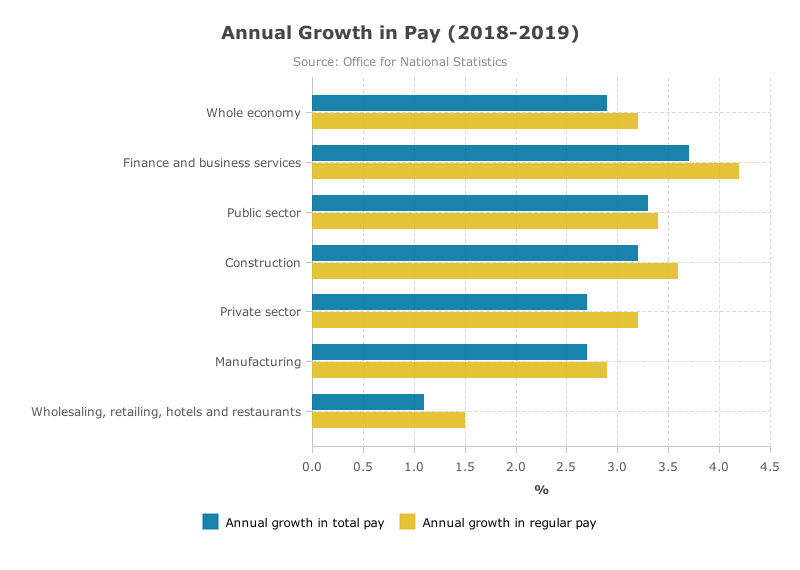 Annual Growth in Pay (2018-2019)
Source: Office for National Statistics
Whole economy
Finance and business services
Public sector
Construction
Private sector
Manufacturing
Wholesaling, retailing, hotels and restaurants
0.0 0.5 1.0 1.5 2.0 2.5 3.0 3.5 4.0 4.5
%
Annual growth in total pay Annual growth in regular pay